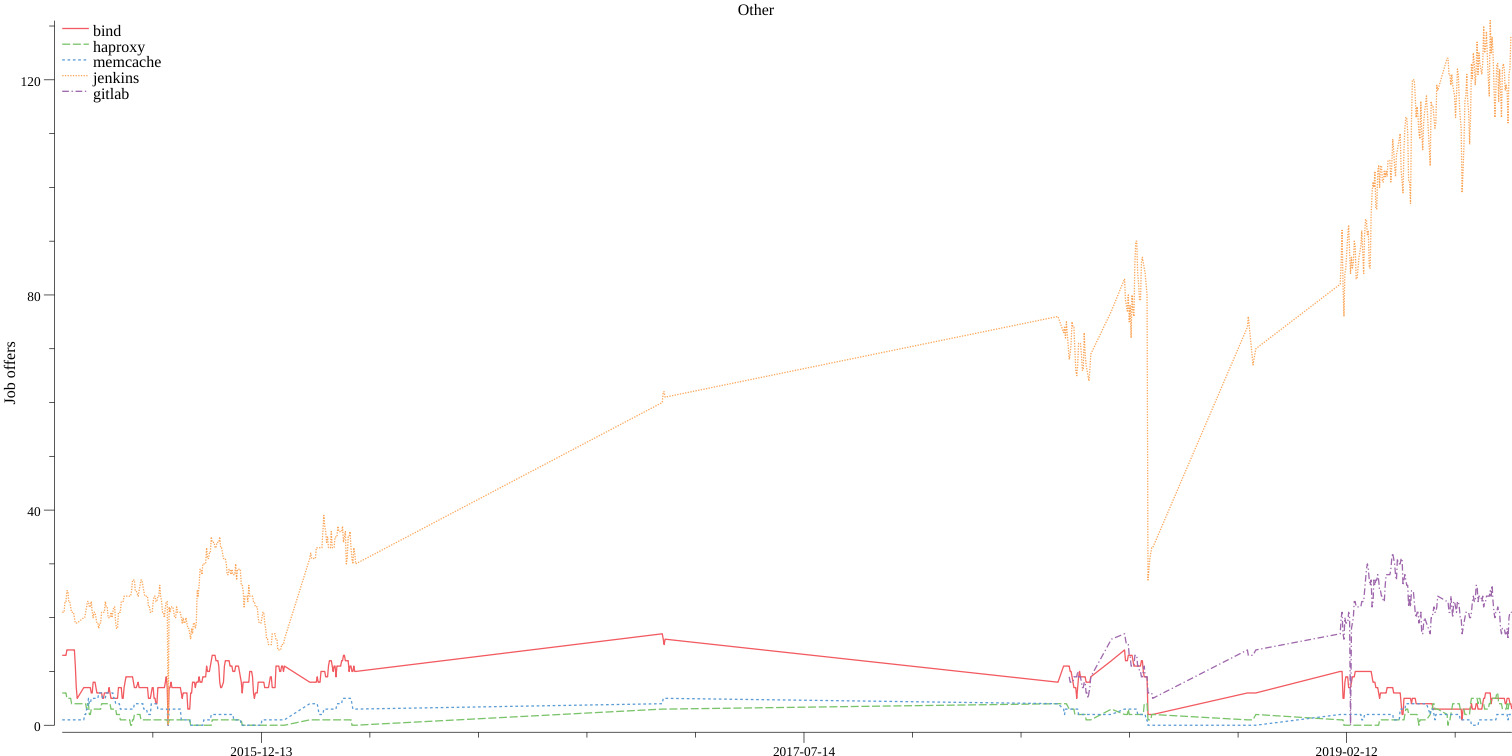 Other
bind
haproxy
memcache
jenkins
gitlab
120
80
40
0
Job offers
2015-12-13
2017-07-14
2019-02-12